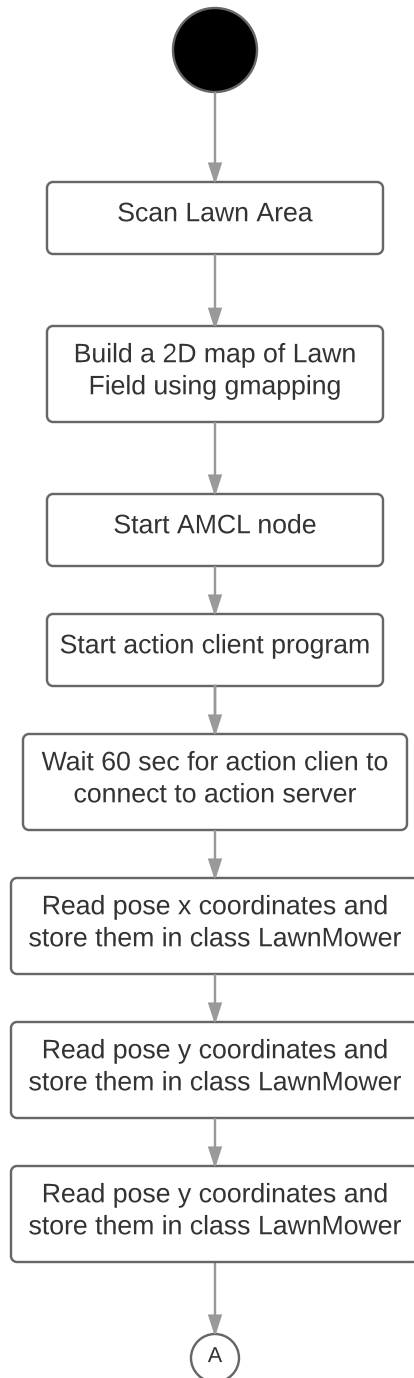 Scan Lawn Area
Build a 2D map of Lawn
Field using gmapping
Start AMCL node
Start action client program
Wait 60 sec for action clien to
connect to action server
Read pose x coordinates and
store them in class LawnMower
Read pose y coordinates and
store them in class LawnMower
Read pose y coordinates and
store them in class LawnMower
A